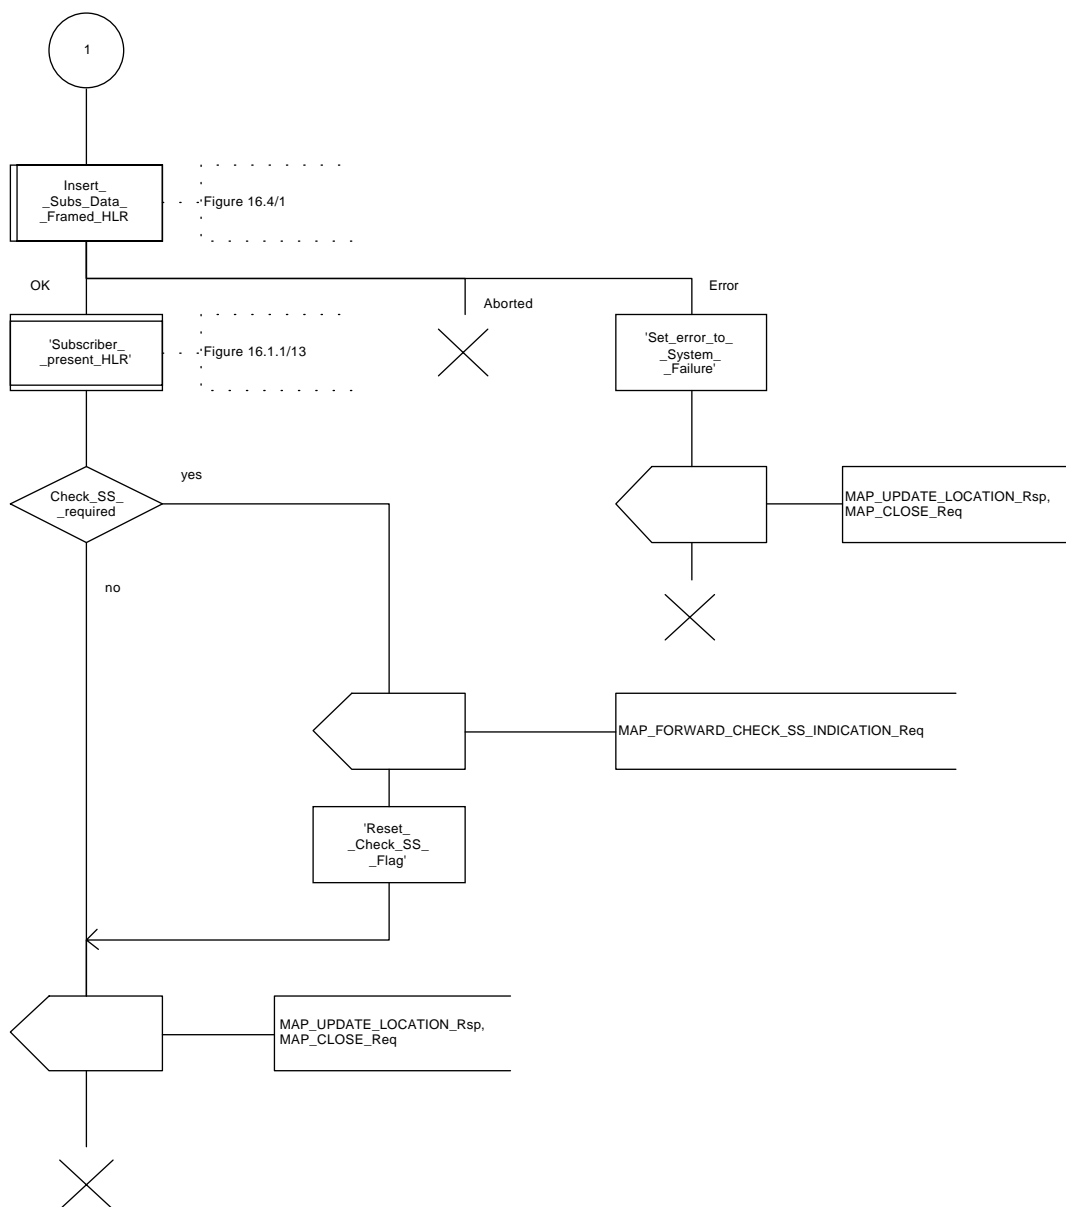 1
Insert_
_Subs_Data_
_Framed_HLR
Figure 16.4/1
OK
Aborted
Error
'Subscriber_
_present_HLR'
Figure 16.1.1/13
'Set_error_to_
_System_
_Failure'
Check_SS_
_required
yes
MAP_UPDATE_LOCATION_Rsp,
MAP_CLOSE_Req
no
MAP_FORWARD_CHECK_SS_INDICATION_Req
'Reset_
_Check_SS_
_Flag'
MAP_UPDATE_LOCATION_Rsp,
MAP_CLOSE_Req